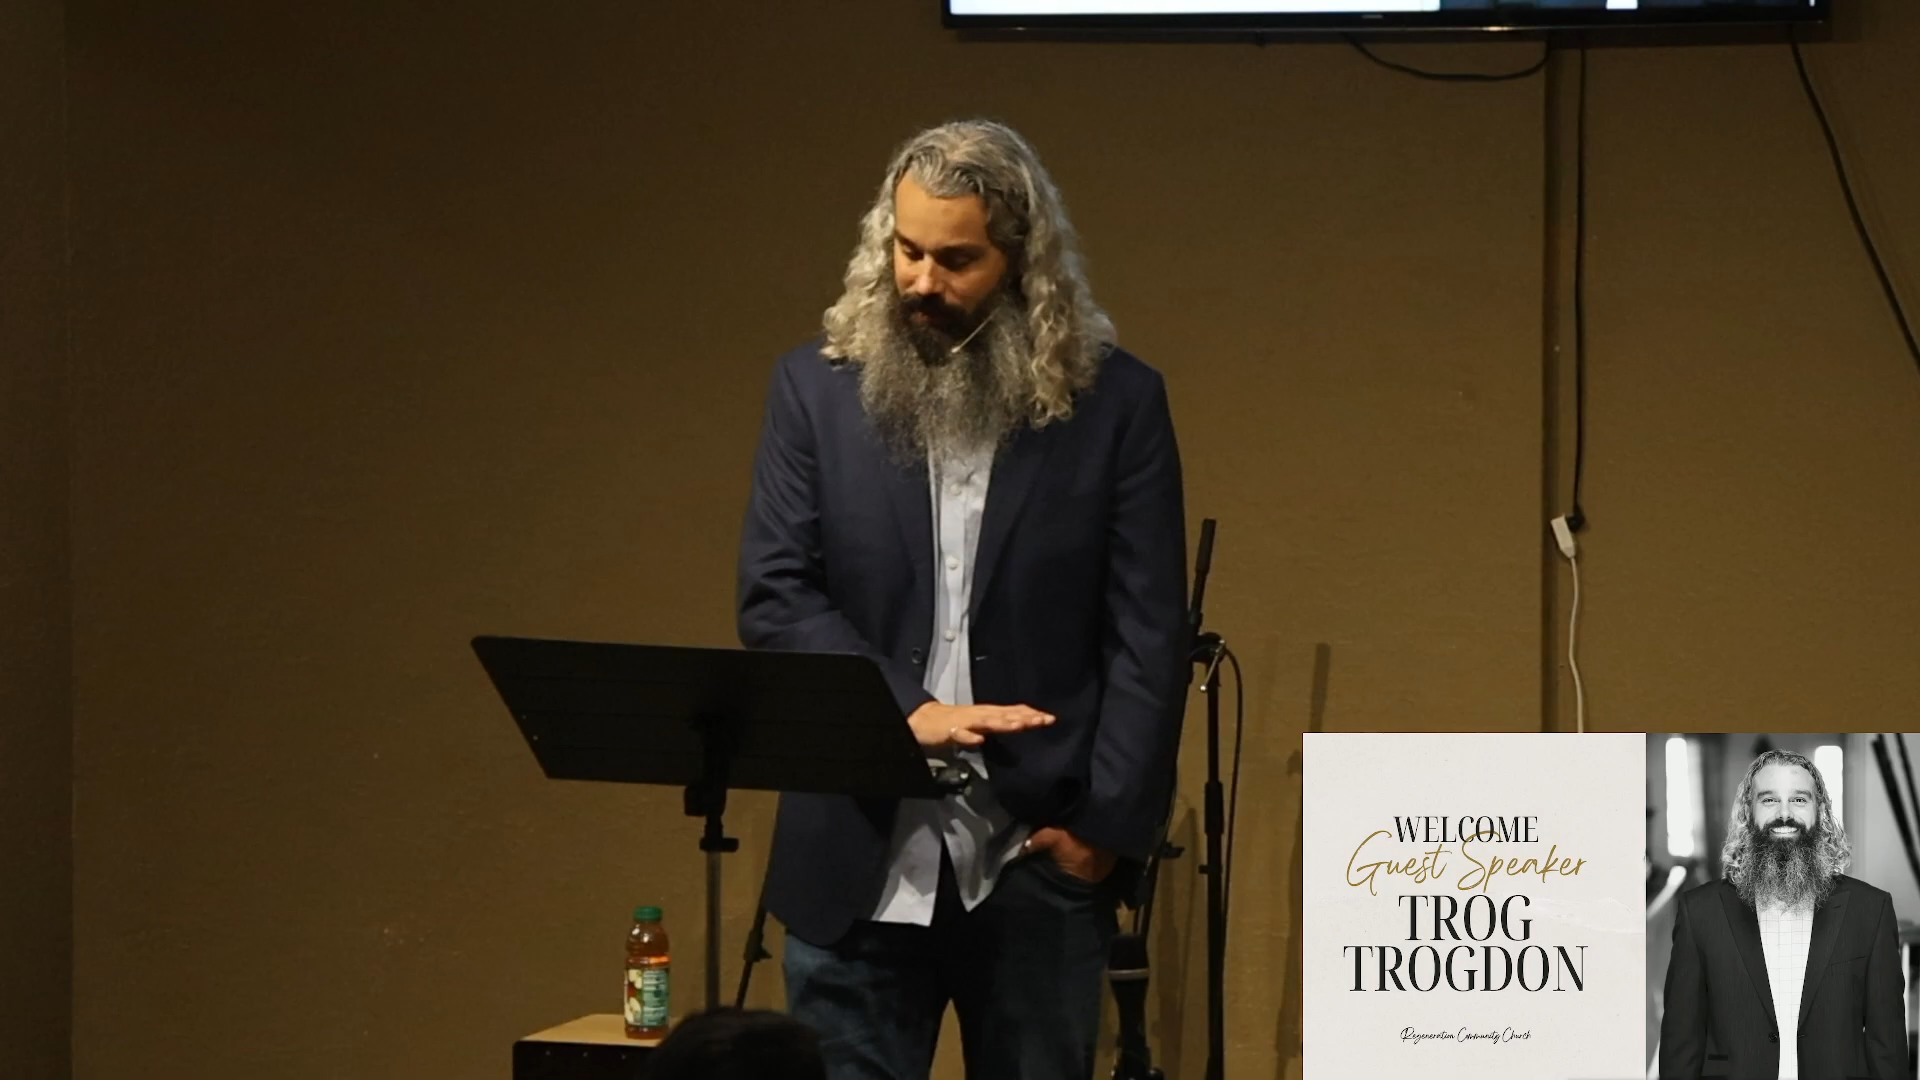 WELCOME
Guest Speaker
TROG
TROGDON
Regeneration Community Church